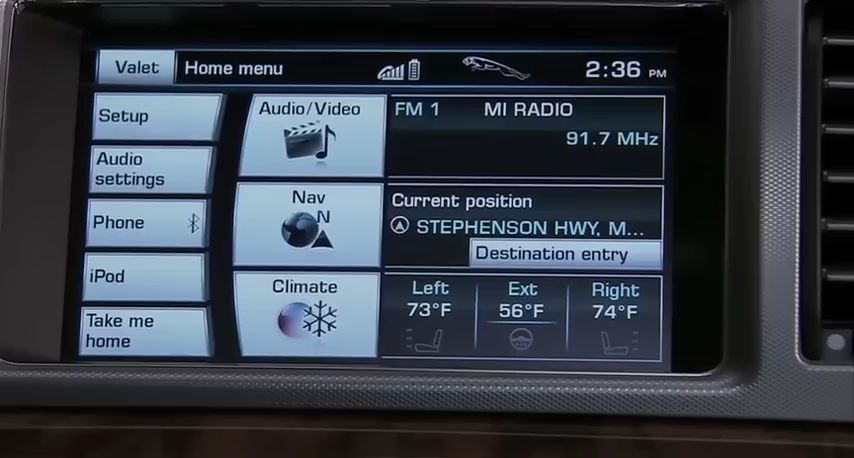 Valet
Home menu
2:36 PM
Setup
Audio
settings
Phone
iPod
Take me
home
Audio/Video
Nav
N
Climate
FM 1 MI RADIO
91.7 MHz
Current position
STEPHENSON HWY, M...
Destination entry
Left Ext Right
73°F 56°F 74°F